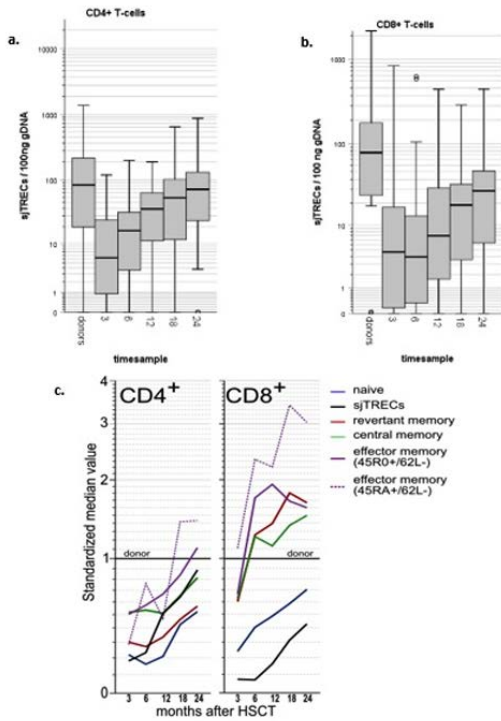 a.
CD4+ T-cells
sjTRECs / 100ng gDNA
10000
1000
100
10
1
0
donors
3
6
12
18
24
timesample
b.
CD8+ T-cells
sjTRECs / 100 ng gDNA
1000
100
10
1
0
donors
3
6
12
18
24
timesample
c.
CD4+
CD8+
Standardized median value
4
3
2
1
0
donor
donor
3 6 12 18 24
3 6 12 18 24
months after HSCT
naive
sjTRECs
revertant memory
central memory
effector memory
(45R0+/62L-)
effector memory
(45RA+/62L-)